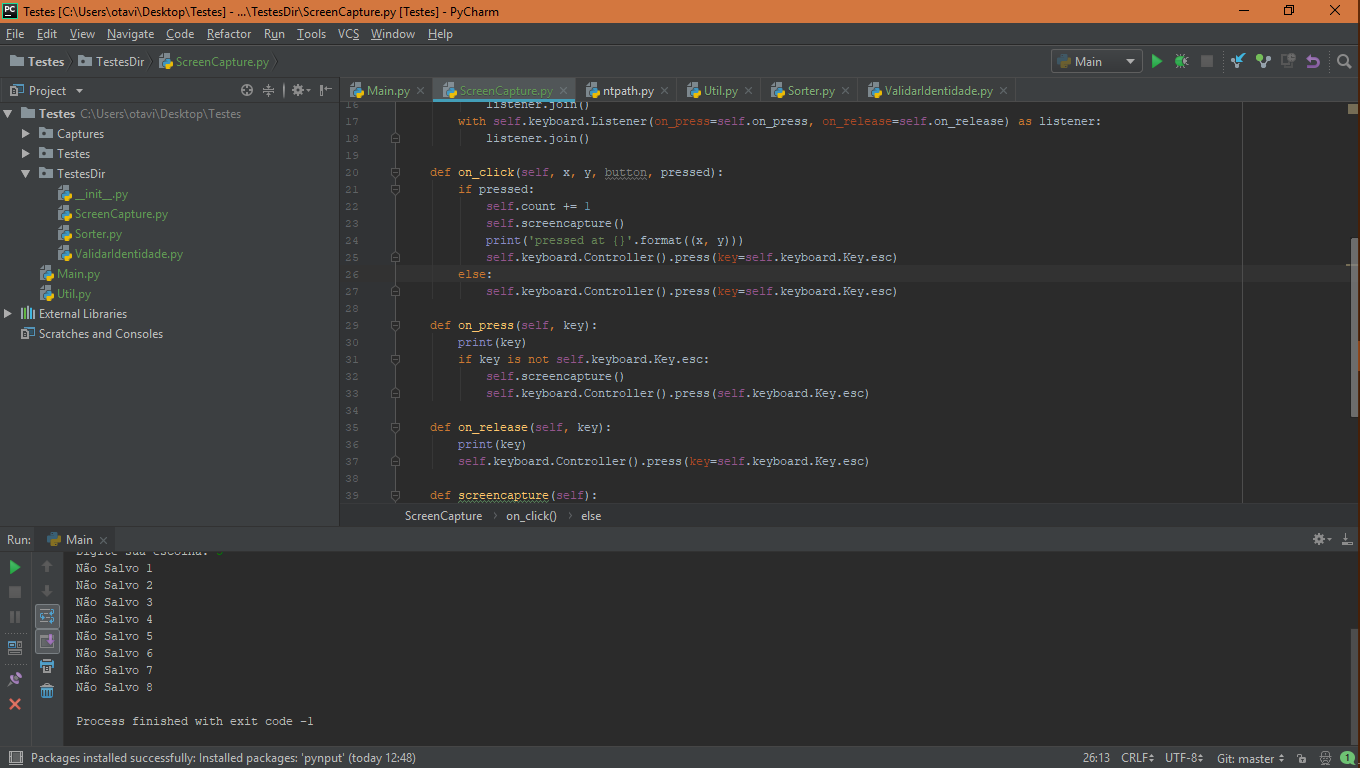 Testes [C:\Users\otavi\Desktop\Testes] - ...\TestesDir\ScreenCapture.py [Testes] - PyCharm
File Edit View Navigate Code Refactor Run Tools VCS Window Help
Testes TestesDir ScreenCapture.py Main
Project
Main.py ScreenCapture.py ntpath.py Util.py Sorter.py ValidarIdentidade.py
Testes C:\Users\otavi\Desktop\Testes
Captures
Testes
TestesDir
__init__.py
ScreenCapture.py
Sorter.py
ValidarIdentidade.py
Main.py
Util.py
External Libraries
Scratches and Consoles
16 listener.join()
17 with self.keyboard.Listener(on_press=self.on_press, on_release=self.on_release) as listener:
18 listener.join()
19
20 def on_click(self, x, y, button, pressed):
21 if pressed:
22 self.count += 1
23 self.screencapture()
24 print('pressed at {}'.format((x, y)))
25 self.keyboard.Controller().press(key=self.keyboard.Key.esc)
26 else:
27 self.keyboard.Controller().press(key=self.keyboard.Key.esc)
28
29 def on_press(self, key):
30 print(key)
31 if key is not self.keyboard.Key.esc:
32 self.screencapture()
33 self.keyboard.Controller().press(self.keyboard.Key.esc)
34
35 def on_release(self, key):
36 print(key)
37 self.keyboard.Controller().press(key=self.keyboard.Key.esc)
38
39 def screencapture(self):
ScreenCapture on_click() else
Run: Main
Digite sua escolha:
Não Salvo 1
Não Salvo 2
Não Salvo 3
Não Salvo 4
Não Salvo 5
Não Salvo 6
Não Salvo 7
Não Salvo 8
Process finished with exit code -1
Packages installed successfully: Installed packages: 'pynput' (today 12:48) 26:13 CRLF UTF-8 Git: master 1